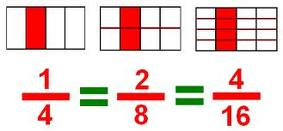 1/4 = 2/8 = 4/16